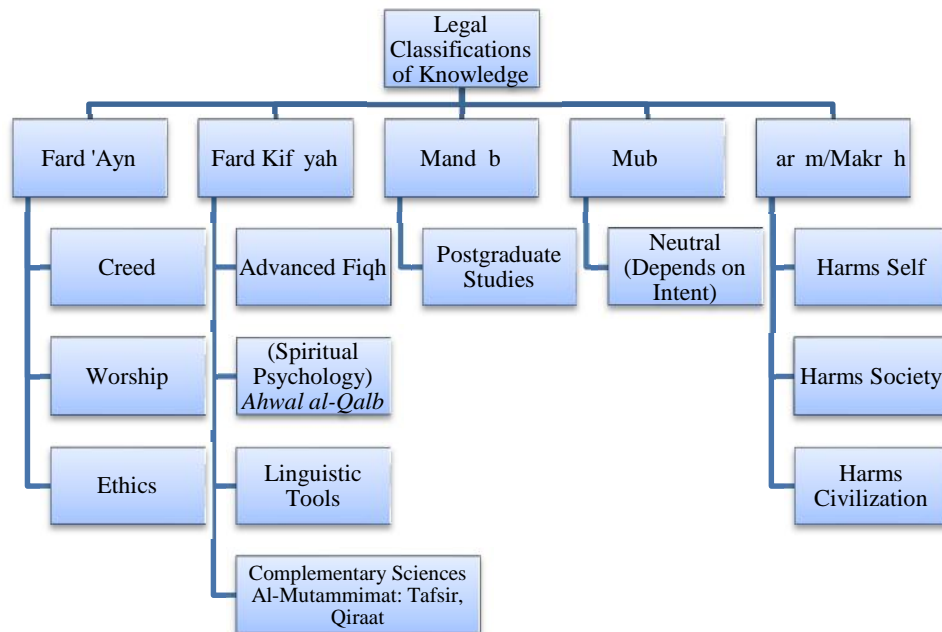 Legal
Classifications
of Knowledge
Fard 'Ayn
Fard Kif yah
Mand b
Mub
ar m/Makr h
Creed
Advanced Fiqh
Postgraduate
Studies
Neutral
(Depends on
Intent)
Harms Self
Worship
(Spiritual
Psychology)
Ahwal al-Qalb
Harms Society
Ethics
Linguistic
Tools
Harms
Civilization
Complementary Sciences
Al-Mutammimat: Tafsir,
Qiraat